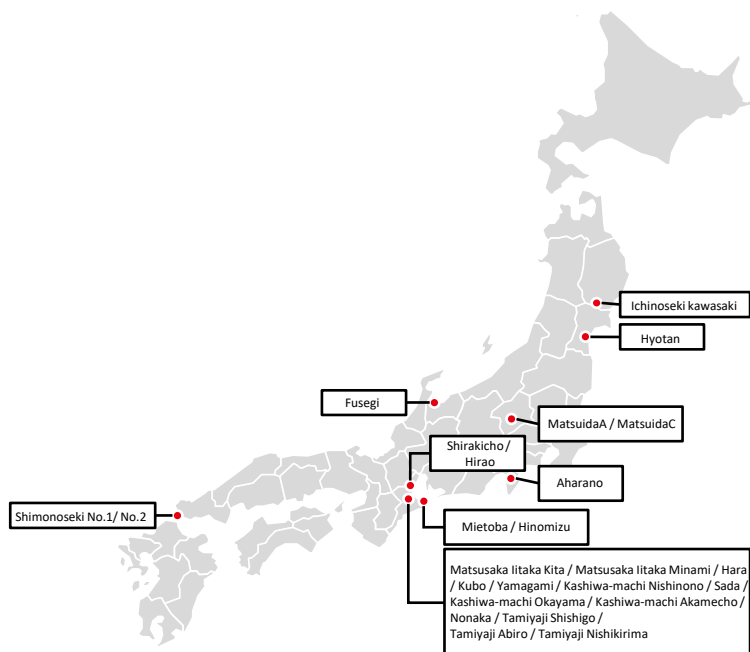 Ichinoseki kawasaki
Hyotan
Fusegi
MatsuidaA / MatsuidaC
Shirakicho /
Hirao
Aharano
Shimonoseki No.1/ No.2
Mietoba / Hinomizu
Matsusaka Iitaka Kita / Matsusaka Iitaka Minami / Hara
/ Kubo / Yamagami / Kashiwa-machi Nishinono / Sada /
Kashiwa-machi Okayama / Kashiwa-machi Akamecho /
Nonaka / Tamiyaji Shishigo /
Tamiyaji Abiro / Tamiyaji Nishikirima